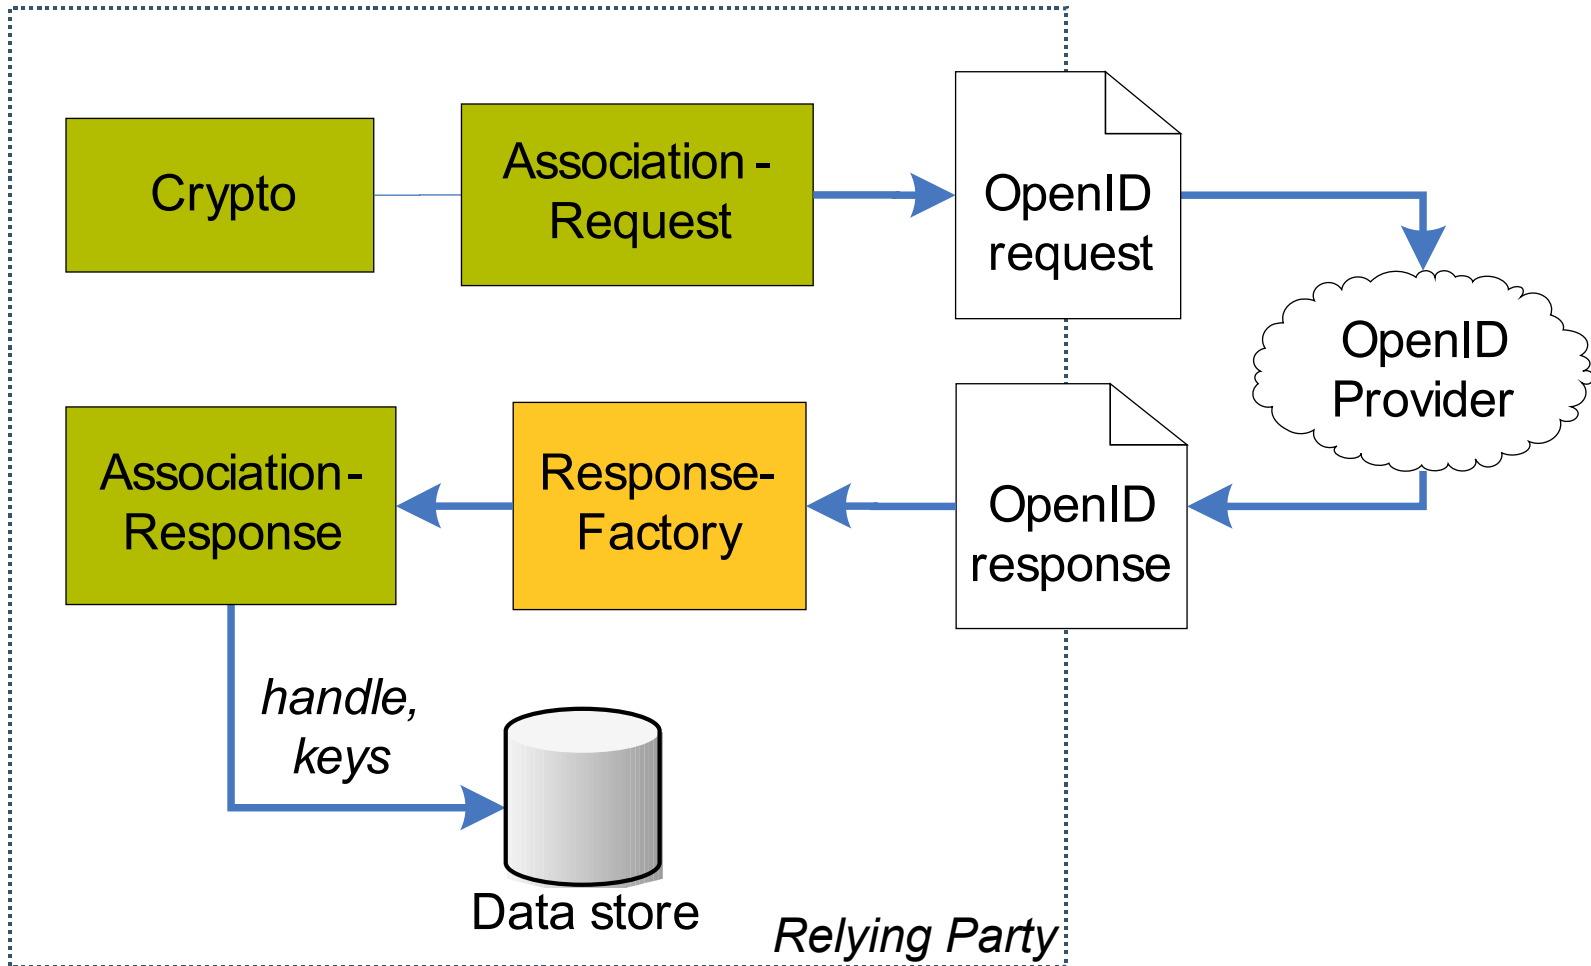 Crypto
Association -
Request
OpenID
request
OpenID
Provider
Association-
Response
Response-
Factory
OpenID
response
handle,
keys
Data store
Relying Party